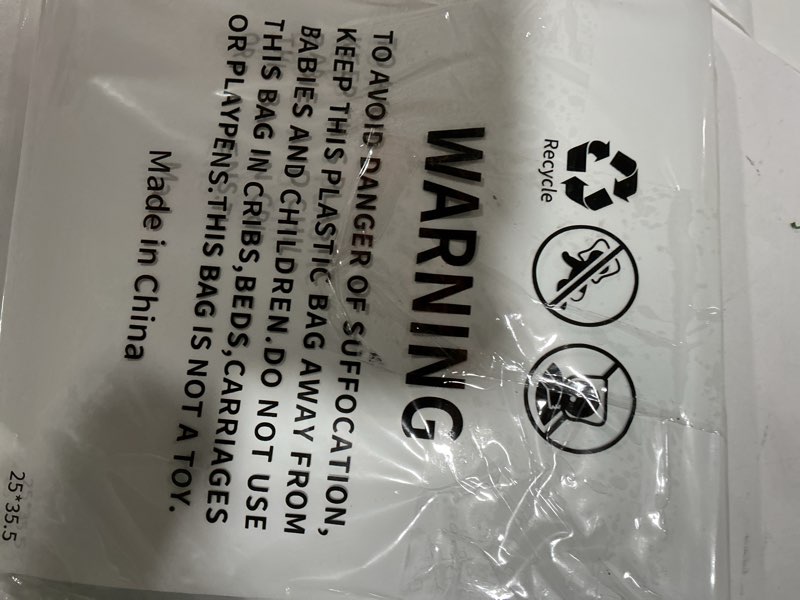 Recycle
WARNING
TO AVOID DANGER OF SUFFOCATION,
KEEP THIS PLASTIC BAG AWAY FROM
BABIES AND CHILDREN.DO NOT USE
THIS BAG IN CRIBS,BEDS,CARRIAGES
OR PLAYPENS.THIS BAG IS NOT A TOY.
Made in China
25*35.5